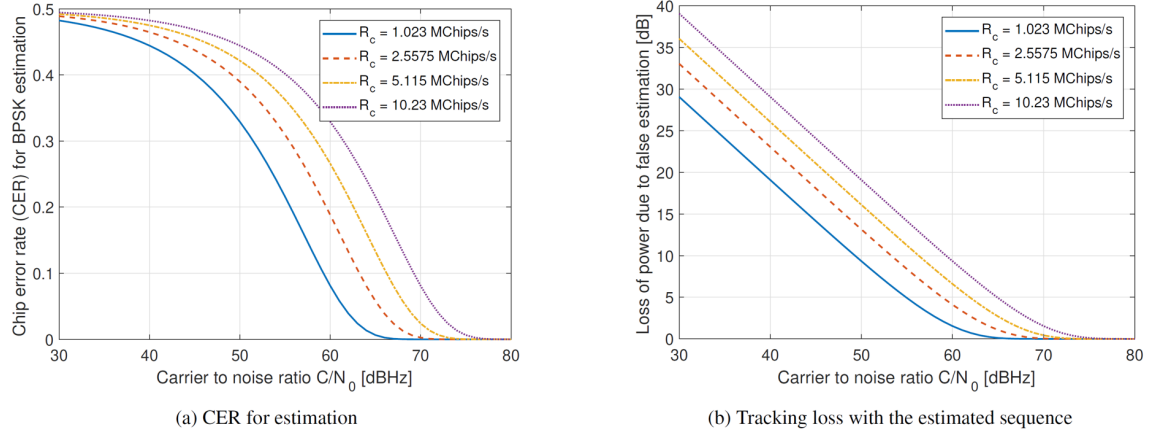 Chip error rate (CER) for BPSK estimation
0.5
0.4
0.3
0.2
0.1
0
30
40
50
60
70
80
Carrier to noise ratio C/N0 [dBHz]
Rc = 1.023 MChips/s
Rc = 2.5575 MChips/s
Rc = 5.115 MChips/s
Rc = 10.23 MChips/s
(a) CER for estimation
Loss of power due to false estimation [dB]
40
35
30
25
20
15
10
5
0
30
40
50
60
70
80
Carrier to noise ratio C/N0 [dBHz]
Rc = 1.023 MChips/s
Rc = 2.5575 MChips/s
Rc = 5.115 MChips/s
Rc = 10.23 MChips/s
(b) Tracking loss with the estimated sequence